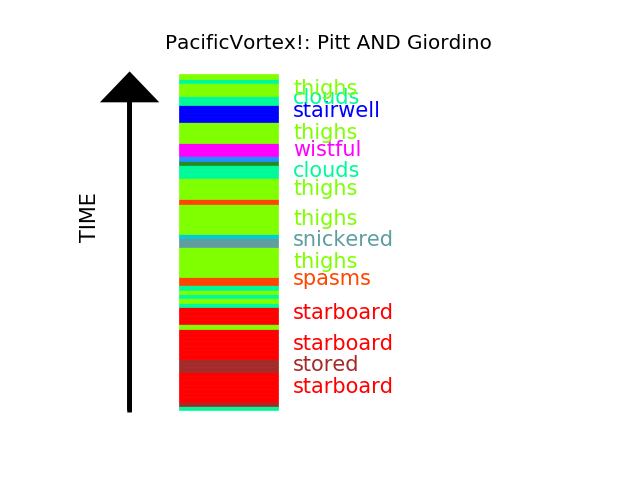 PacificVortex!: Pitt AND Giordino
thighs
clouds
stairwell
thighs
wistful
clouds
thighs
thighs
snickered
thighs
spasms
starboard
starboard
stored
starboard
TIME